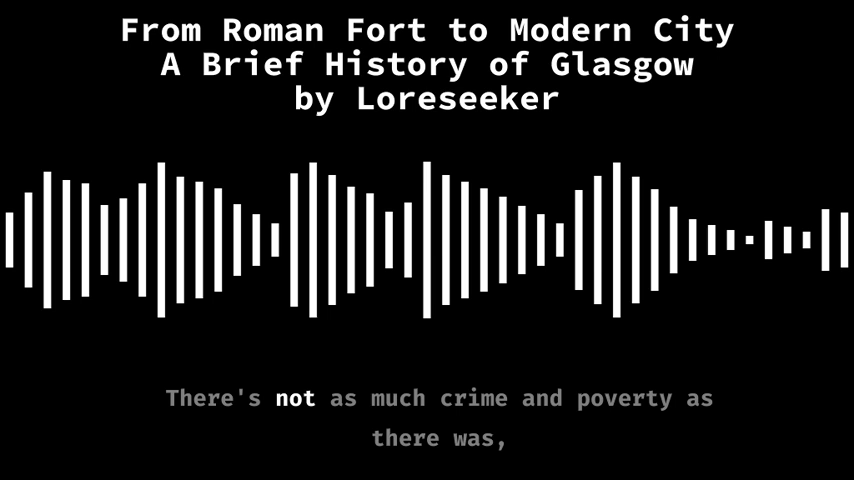 From Roman Fort to Modern City
A Brief History of Glasgow
by Loreseeker
There's not as much crime and poverty as
there was,